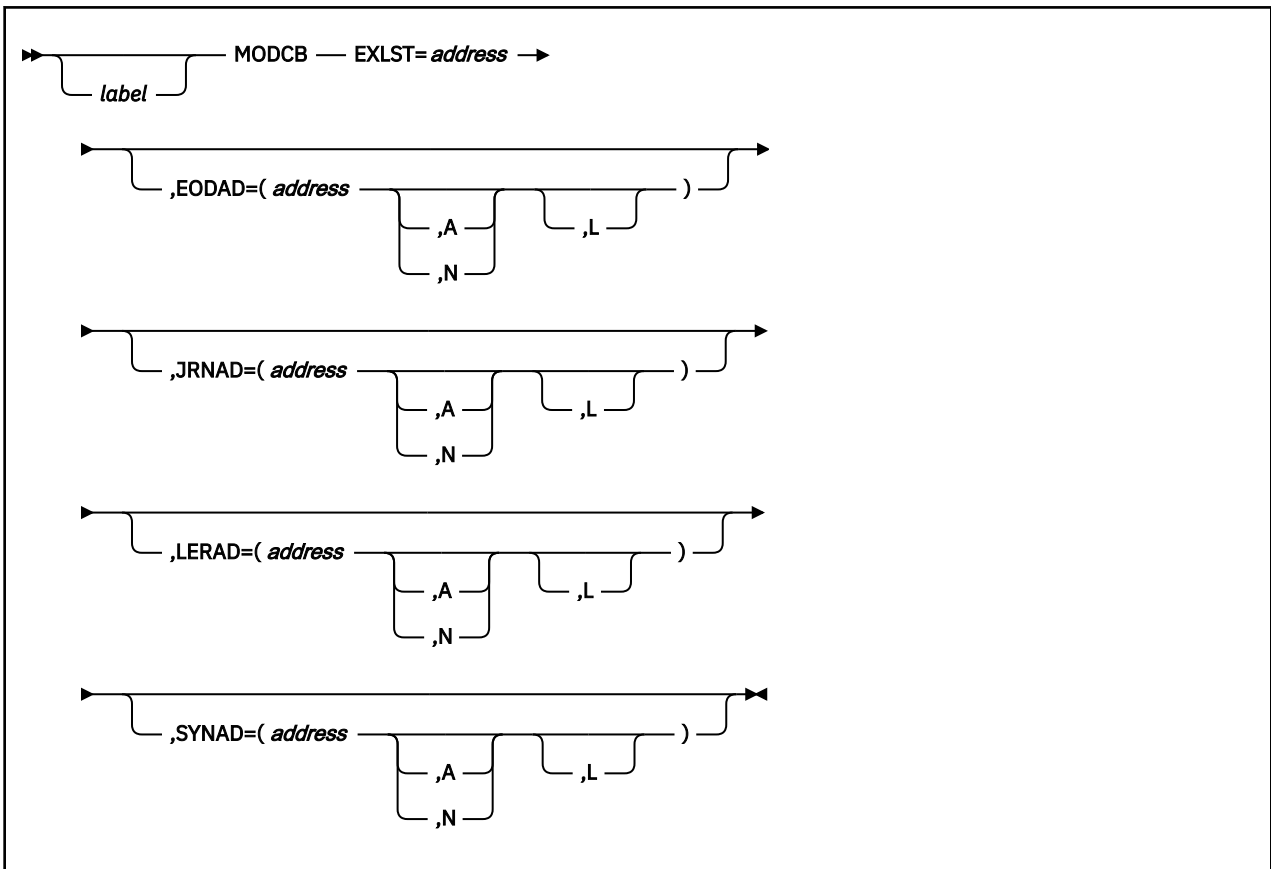 MODCB EXLST= address
label
,EODAD=( address )
,A ,L
,N
,JRNAD=( address )
,A ,L
,N
,LERAD=( address )
,A ,L
,N
,SYNAD=( address )
,A ,L
,N